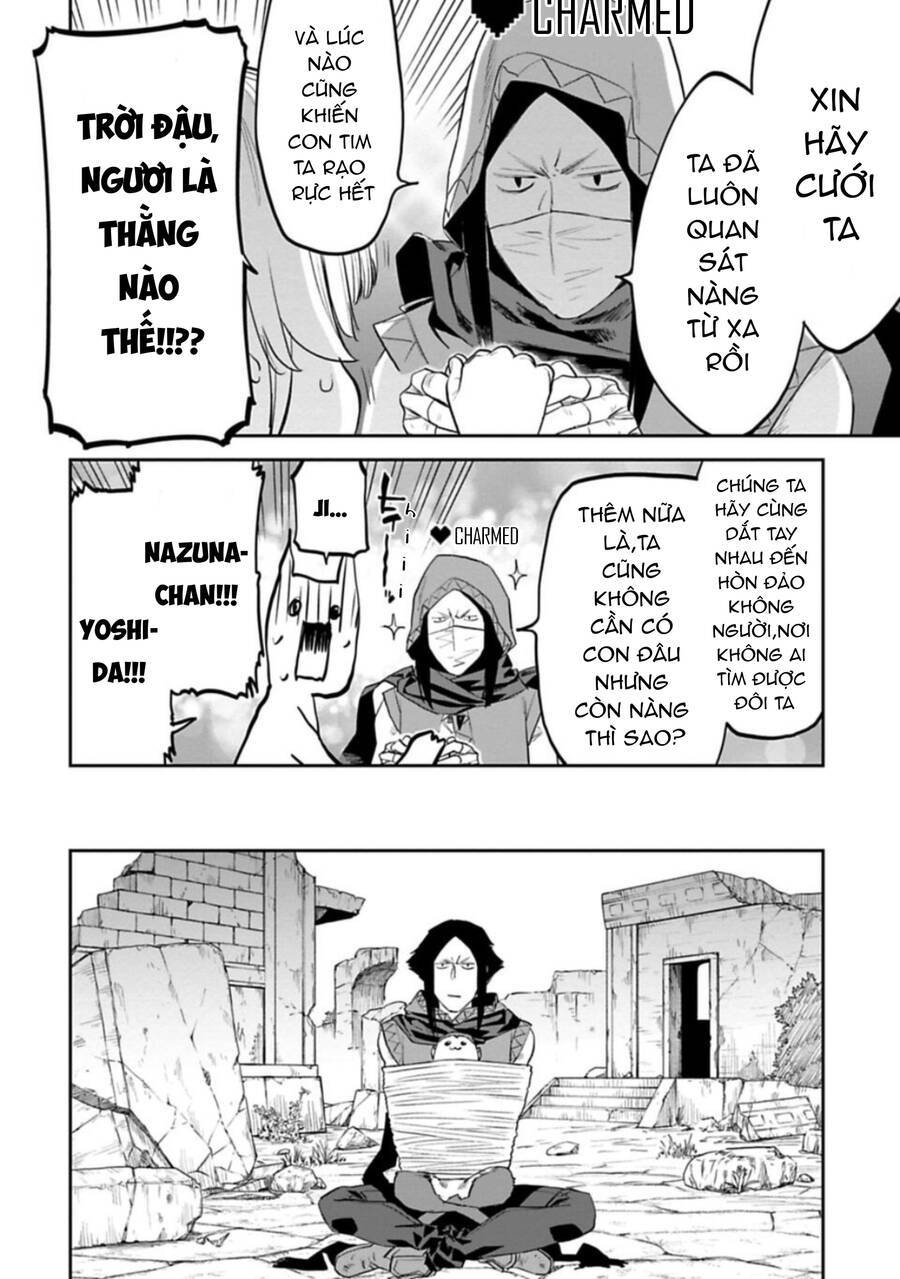 CHARMED
XIN
HÃY
CƯỚI
TA
TA ĐÃ
LUÔN
QUAN
SÁT
NÀNG
TỪ XA
RỒI
VÀ LÚC
NÀO
CŨNG
KHIẾN
CON TIM
TA RẠO
RỰC HẾT
TRỜI ĐẬU,
NGƯƠI LÀ
THẰNG
NÀO
THẾ!!??
CHÚNG TA
HÃY CÙNG
DẮT TAY
NHAU ĐẾN
HÒN ĐẢO
KHÔNG
NGƯỜI,NƠI
KHÔNG AI
TÌM ĐƯỢC
ĐÔI TA
THÊM NỮA
LÀ,TA
CŨNG
KHÔNG
CẦN CÓ
CON ĐÂU
NHƯNG
CÒN NÀNG
THÌ SAO?
CHARMED
JI...
NAZUNA-
CHAN!!!
YOSHI-
DA!!!